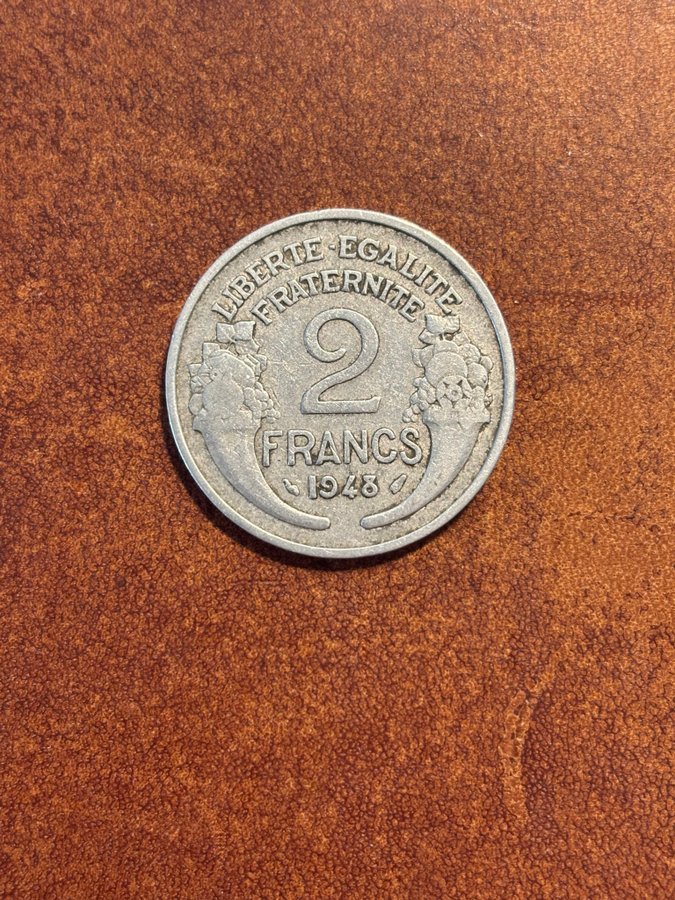 LIBERTE·EGALITE
FRATERNITE
2
FRANCS
1948